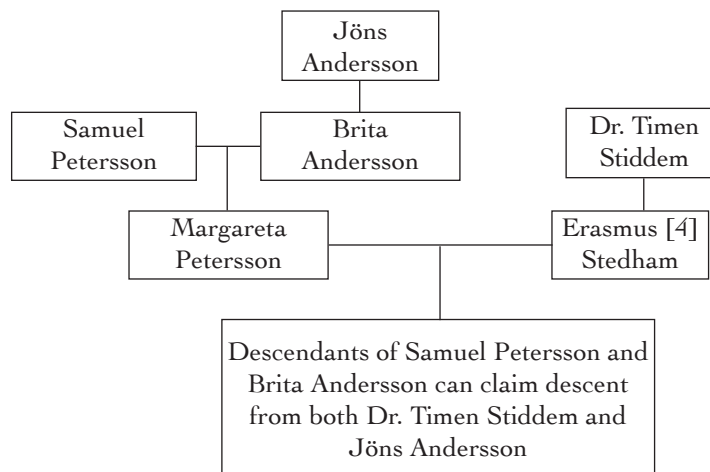 Jöns
Andersson
Samuel
Petersson
Brita
Andersson
Dr. Timen
Stiddem
Margareta
Petersson
Erasmus [4]
Stedham
Descendants of Samuel Petersson and
Brita Andersson can claim descent
from both Dr. Timen Stiddem and
Jöns Andersson